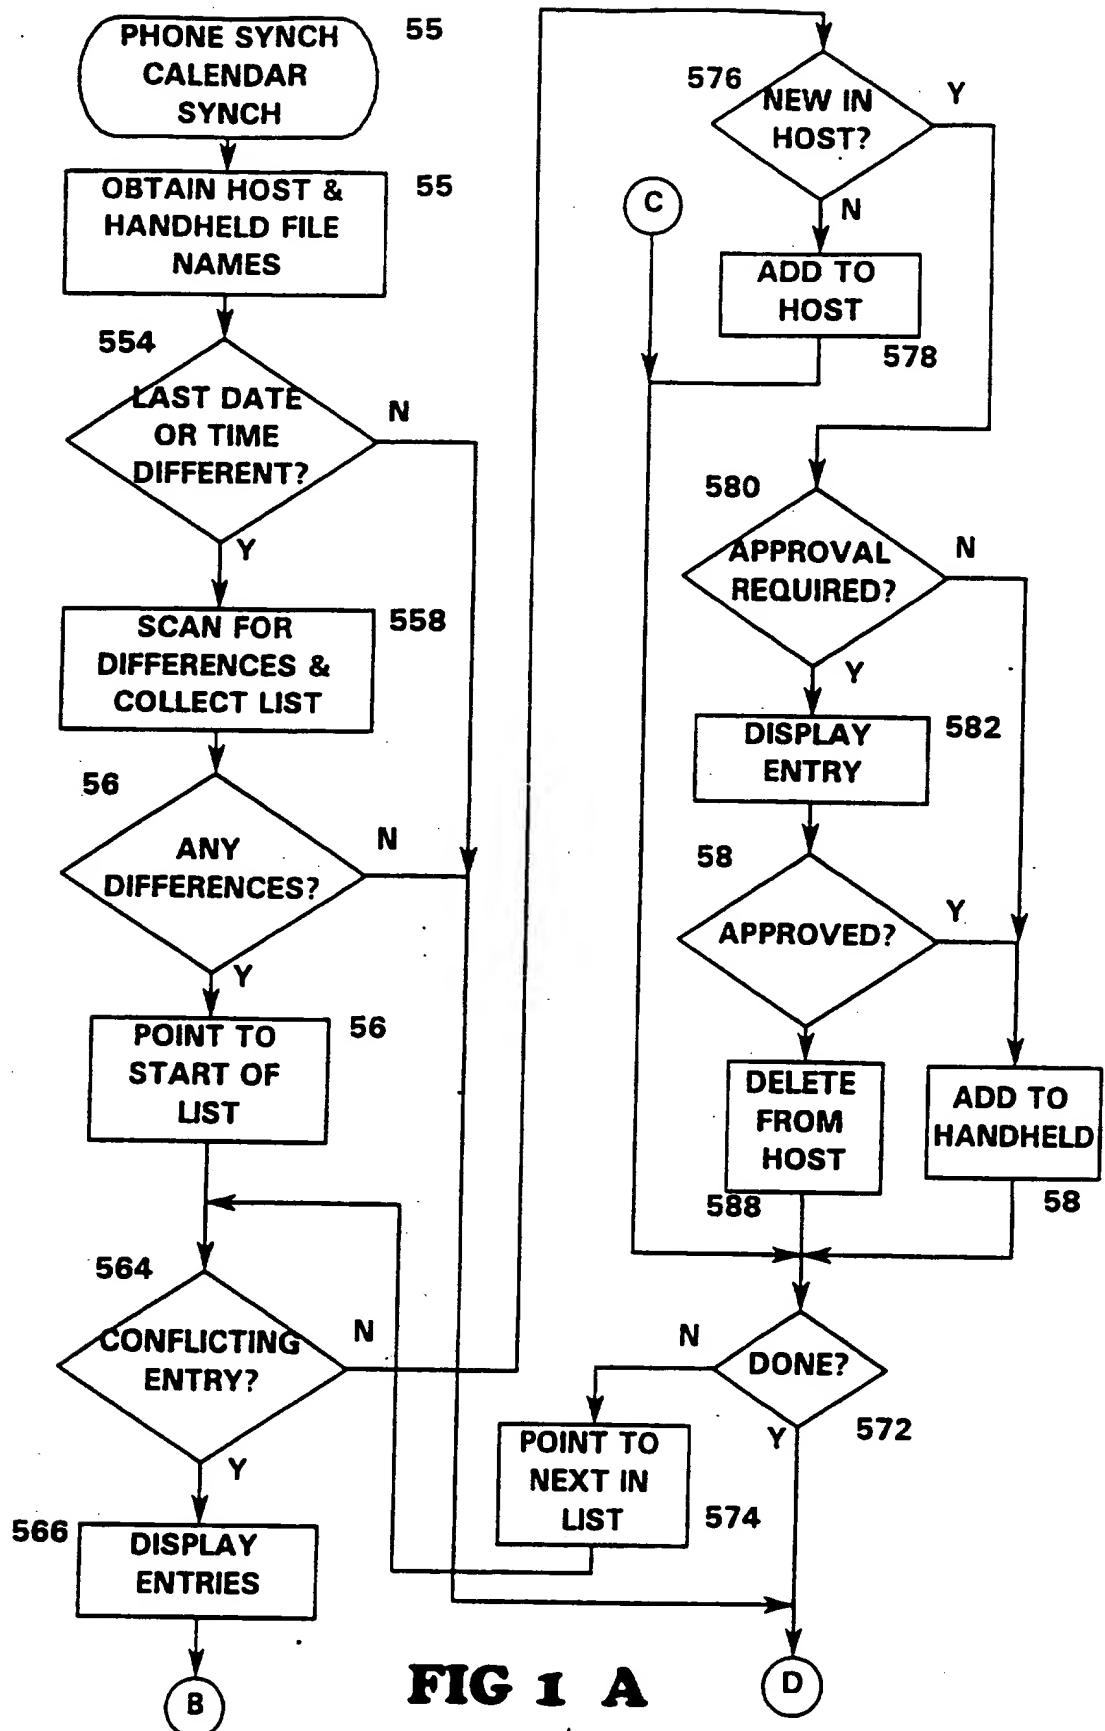 PHONE SYNCH
CALENDAR
SYNCH
55
OBTAIN HOST &
HANDHELD FILE
NAMES
55
554
LAST DATE
OR TIME
DIFFERENT?
N
Y
SCAN FOR
DIFFERENCES &
COLLECT LIST
558
56
ANY
DIFFERENCES?
N
Y
POINT TO
START OF
LIST
56
564
CONFLICTING
ENTRY?
N
Y
566
DISPLAY
ENTRIES
B
576
NEW IN
HOST?
Y
N
C
ADD TO
HOST
578
580
APPROVAL
REQUIRED?
N
Y
DISPLAY
ENTRY
582
58
APPROVED?
Y
DELETE
FROM
HOST
588
ADD TO
HANDHELD
58
DONE?
N
Y
572
POINT TO
NEXT IN
LIST
574
D
FIG 1 A